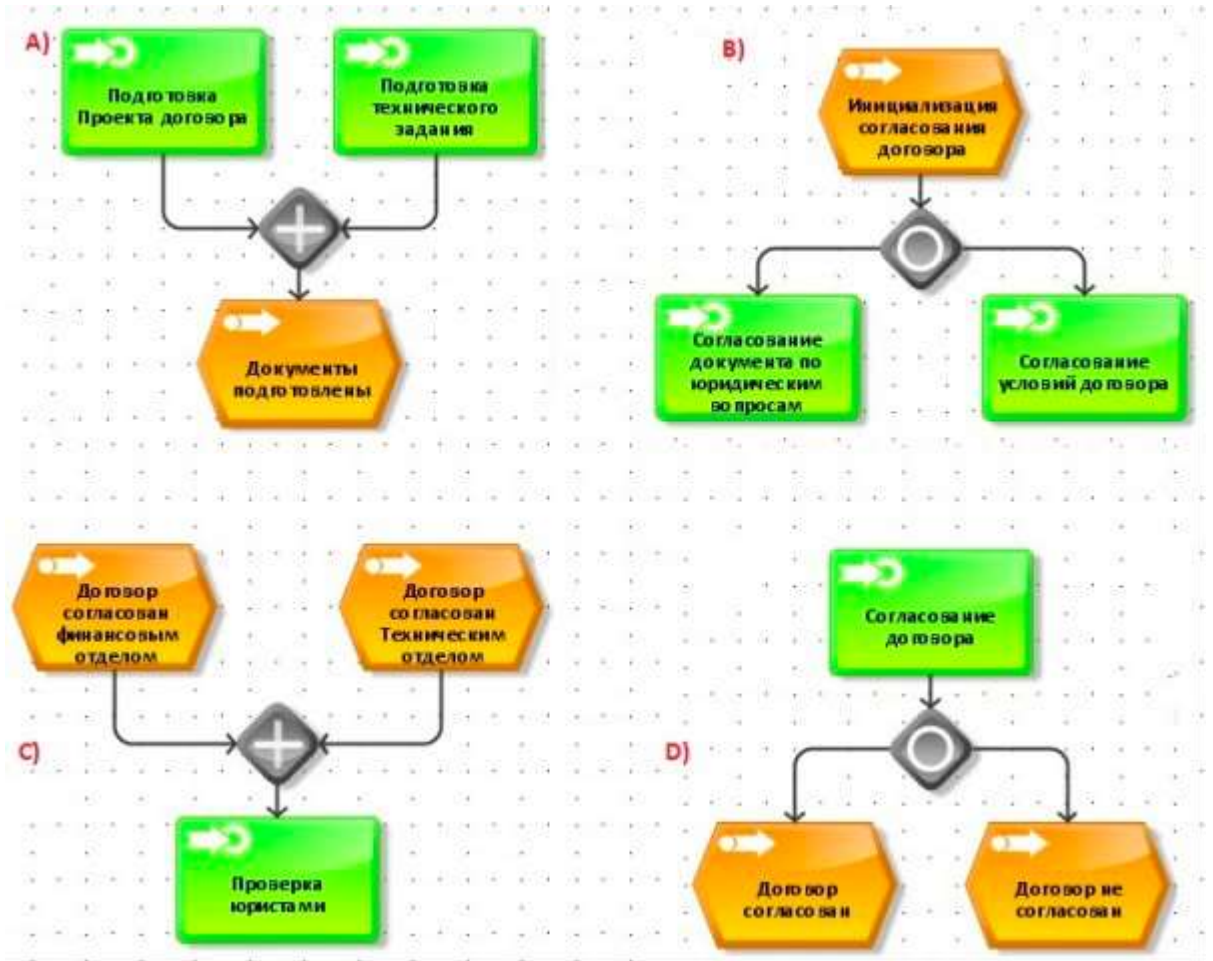 A)
Подготовка
Проекта договора
Подготовка
технического
задания
Документы
подготовлены
B)
Инициализация
согласования
договора
Согласование
документа по
юридическим
вопросам
Согласование
условий договора
C)
Договор
согласован
финансовым
отделом
Договор
согласован
Техническим
отделом
Проверка
юристами
D)
Согласование
договора
Договор
согласован
Договор не
согласован